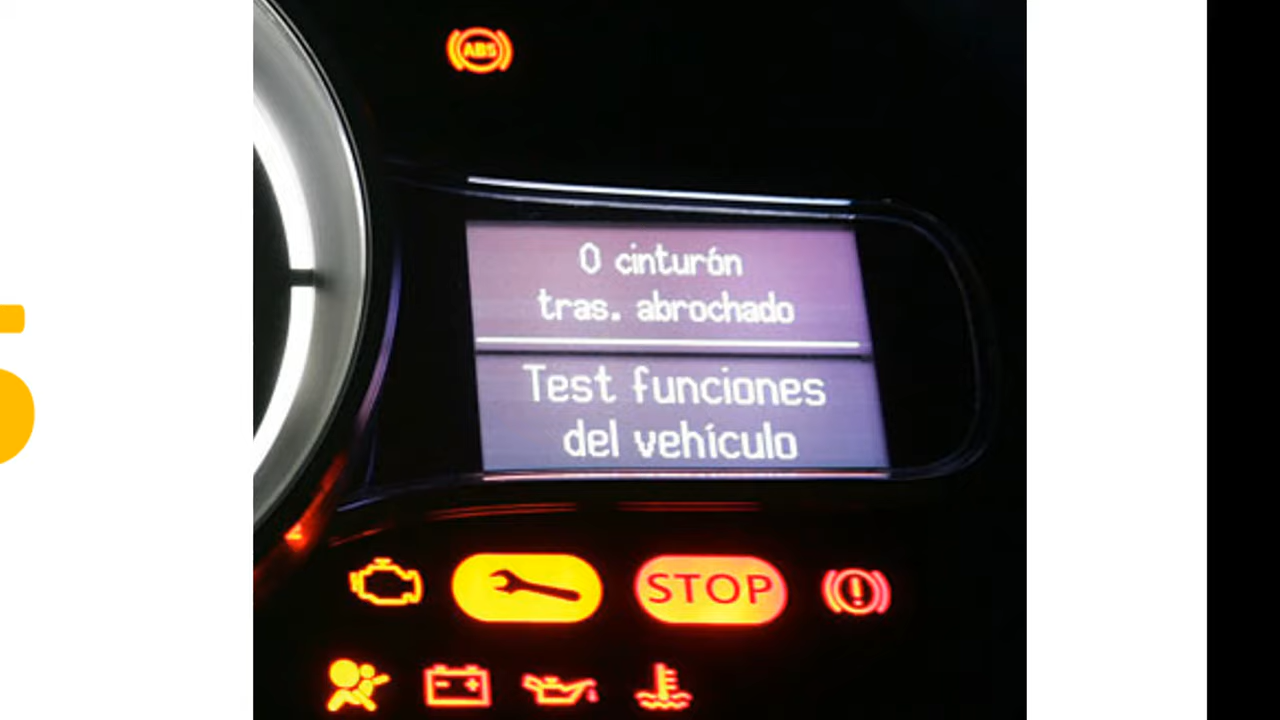 ABS
0 cinturón
tras. abrochado
Test funciones
del vehículo
STOP